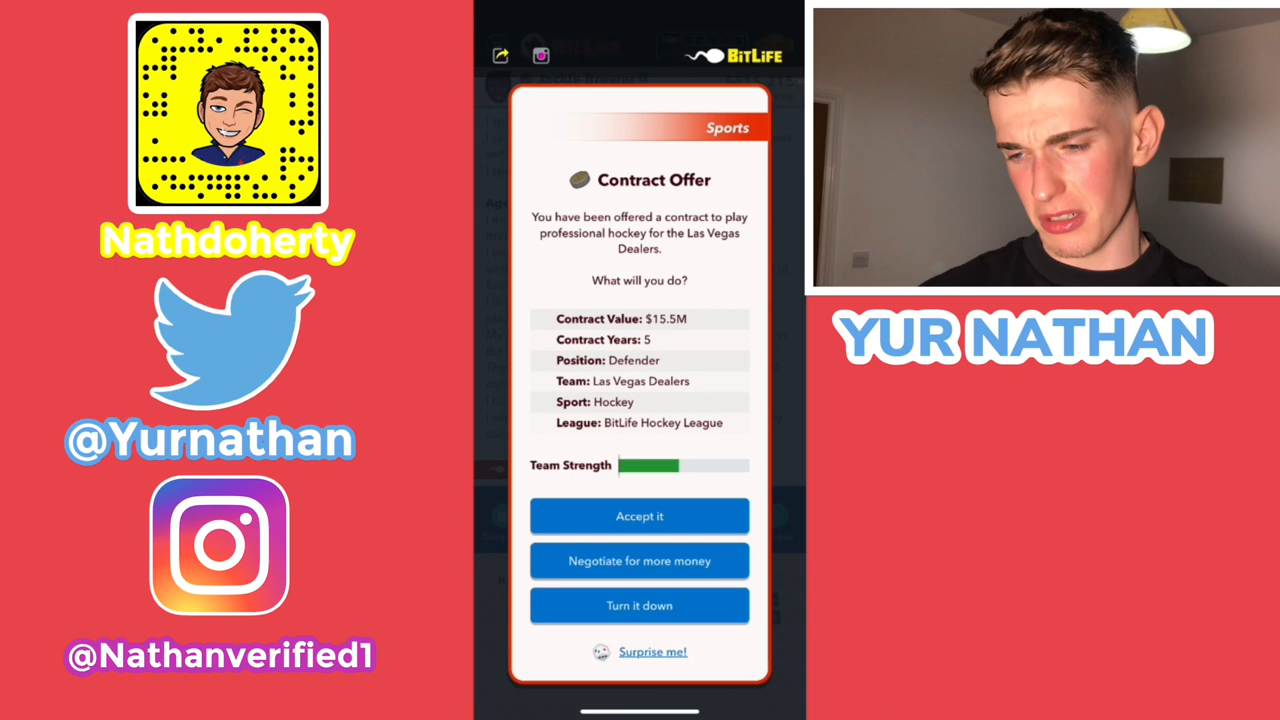 Nathdoherty
@Yurnathan
@Nathanverified1
BitLife
Sports
Contract Offer
You have been offered a contract to play
professional hockey for the Las Vegas
Dealers.
What will you do?
Contract Value: $15.5M
Contract Years: 5
Position: Defender
Team: Las Vegas Dealers
Sport: Hockey
League: BitLife Hockey League
Team Strength
Accept it
Negotiate for more money
Turn it down
Surprise me!
YUR NATHAN